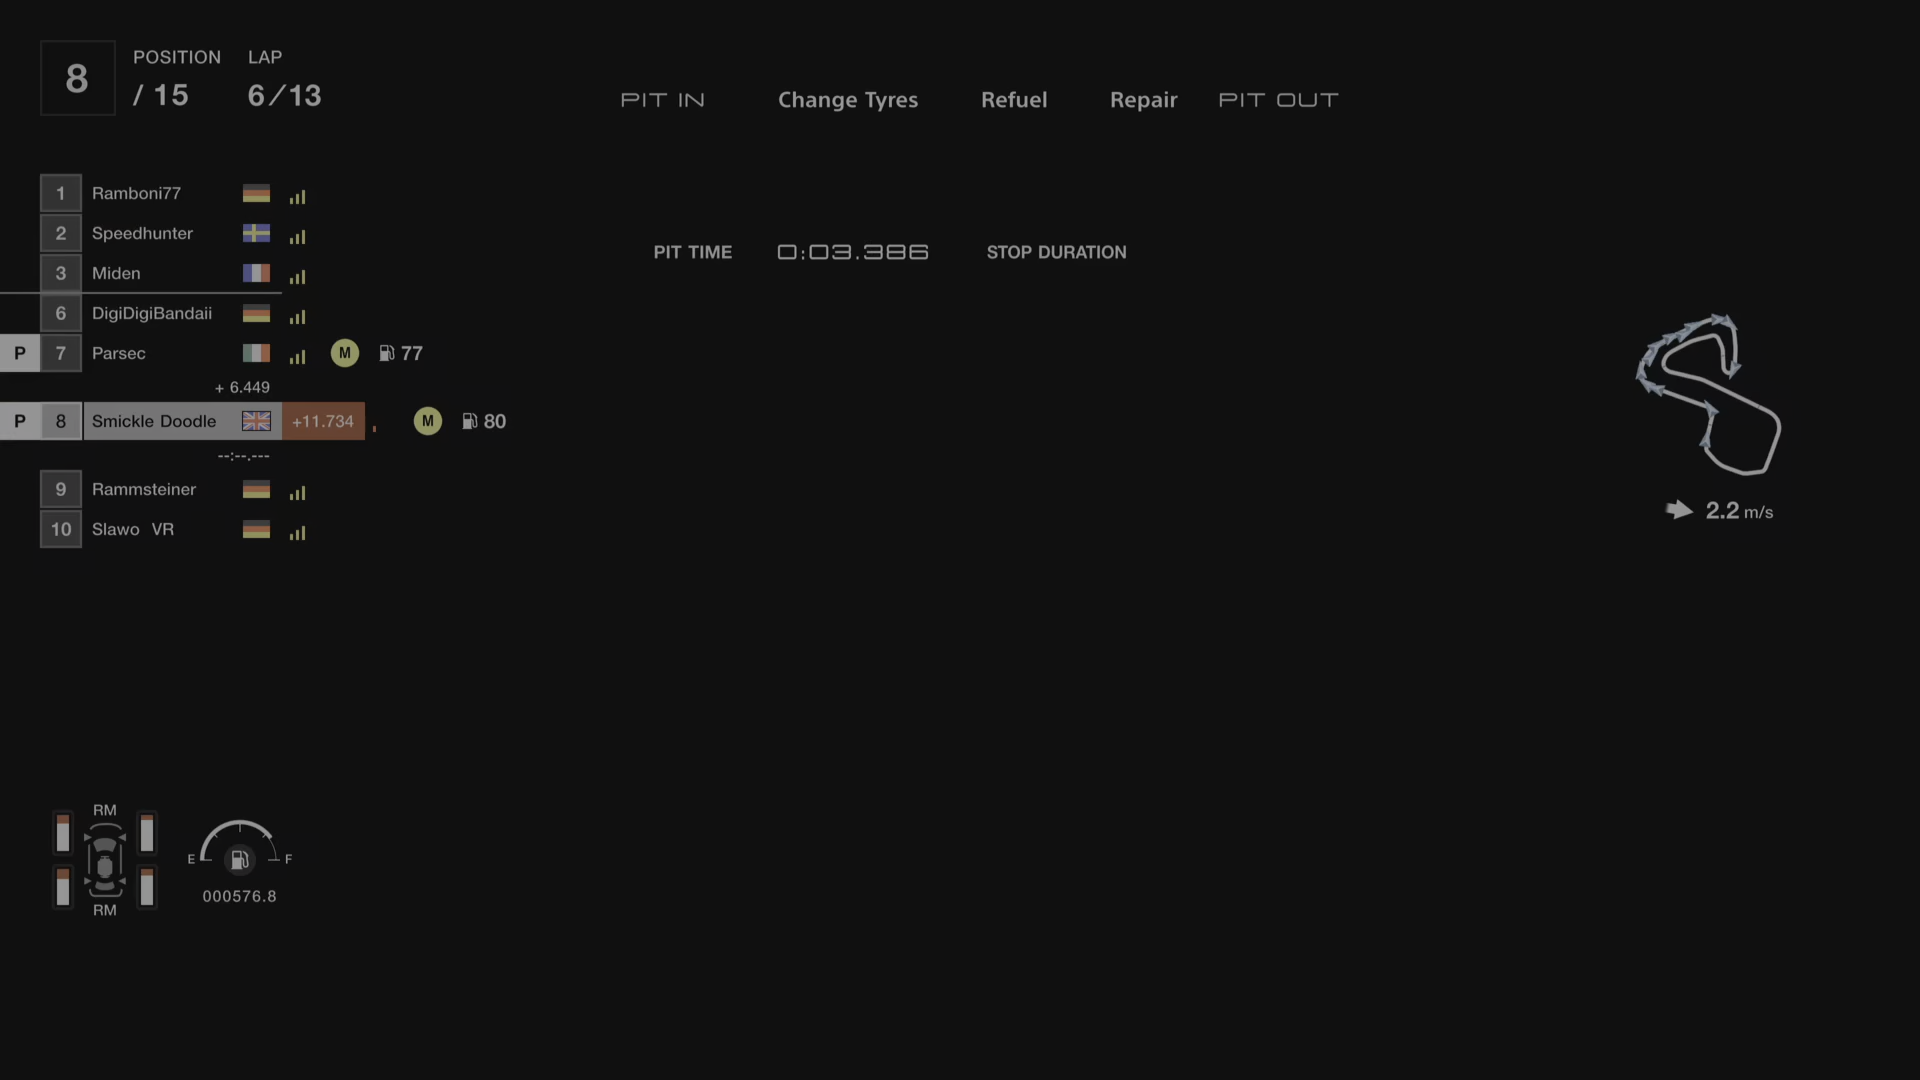 8
POSITION LAP
/ 15 6/13
PIT IN Change Tyres Refuel Repair PIT OUT
1 Ramboni77
2 Speedhunter
3 Miden
PIT TIME 0:03.386 STOP DURATION
6 DigiDigiBandaii
P 7 Parsec M 77
+ 6.449
P 8 Smickle Doodle +11.734 M 80
--:--.---
9 Rammsteiner
10 Slawo VR
2.2 m/s
RM
E F
000576.8
RM